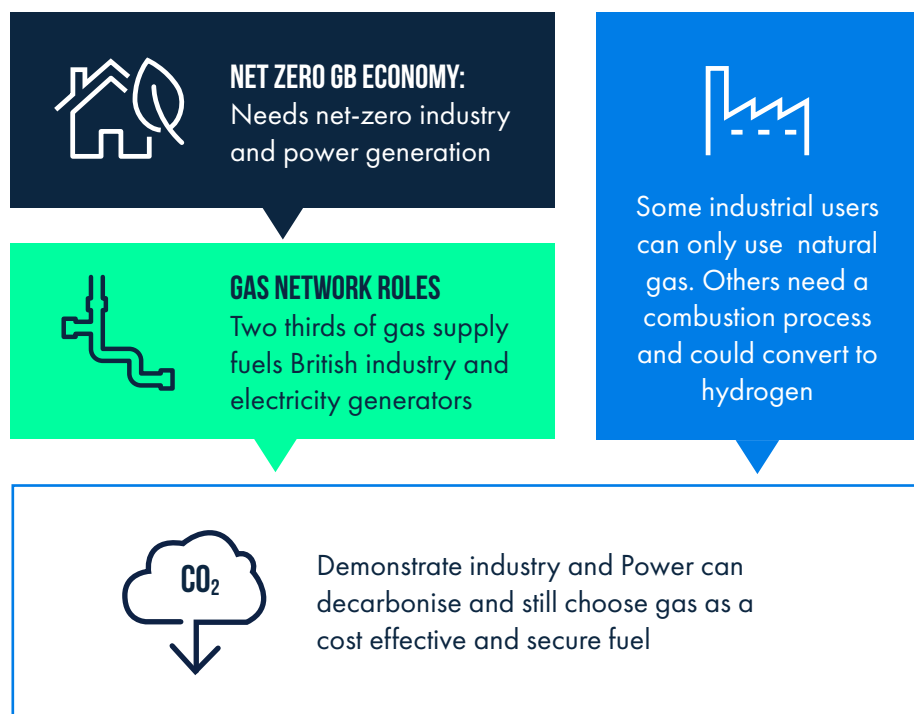 NET ZERO GB ECONOMY:
Needs net-zero industry
and power generation
GAS NETWORK ROLES
Two thirds of gas supply
fuels British industry and
electricity generators
Some industrial users
can only use  natural
gas. Others need a
combustion process
and could convert to
hydrogen
CO₂
Demonstrate industry and Power can
decarbonise and still choose gas as a
cost effective and secure fuel